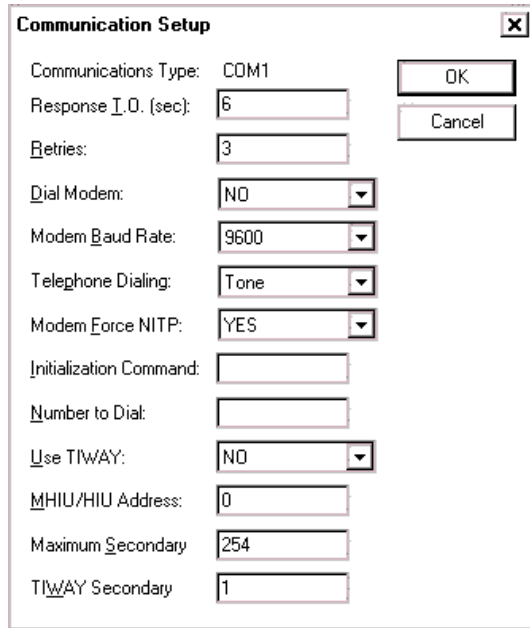 Communication Setup
Communications Type: COM1
OK
Response T.O. (sec): 6
Cancel
Retries: 3
Dial Modem: NO
Modem Baud Rate: 9600
Telephone Dialing: Tone
Modem Force NITP: YES
Initialization Command:
Number to Dial:
Use TIWAY: NO
MHIU/HIU Address: 0
Maximum Secondary 254
TIWAY Secondary 1